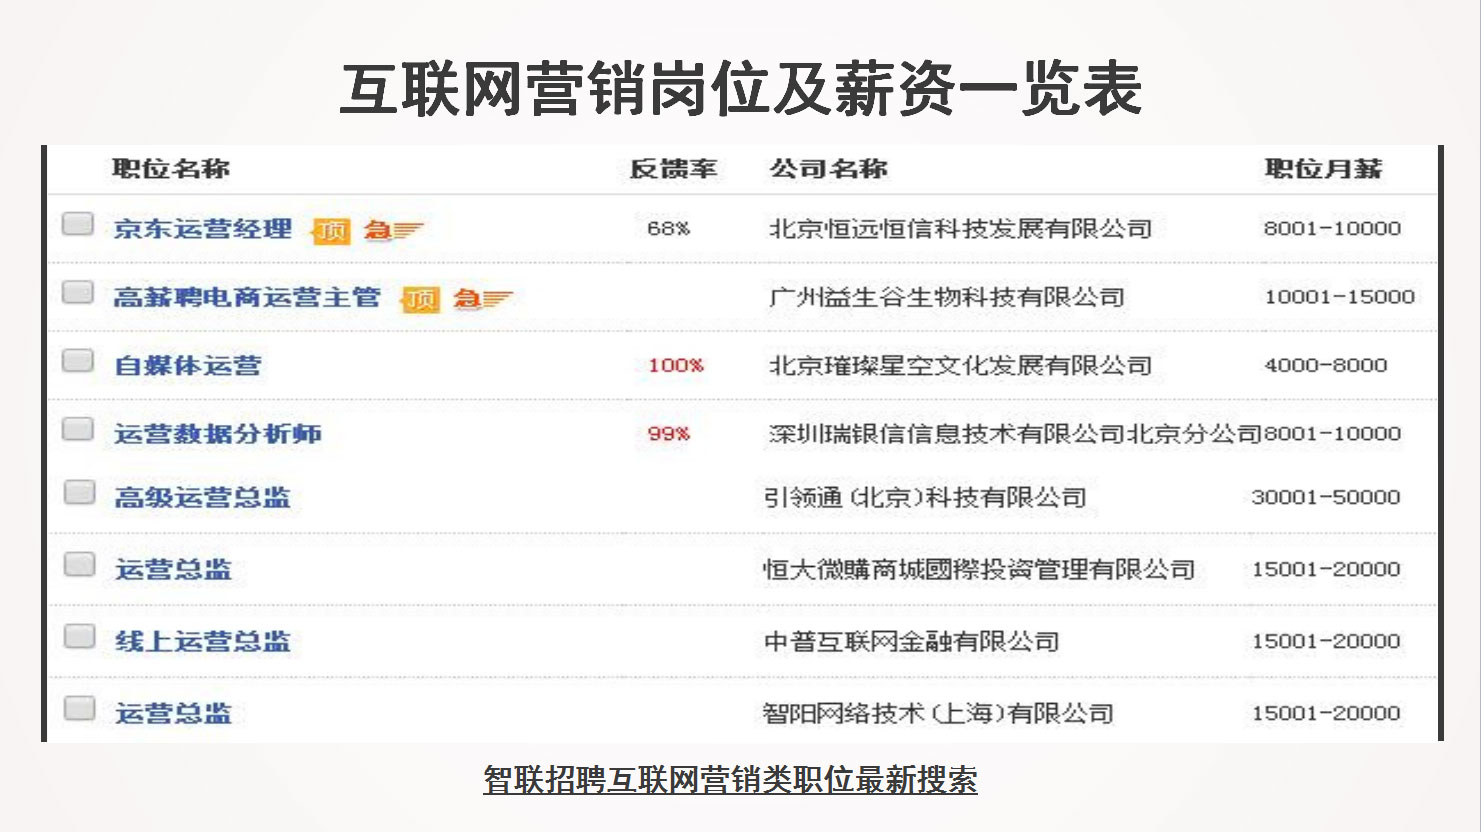 互联网营销岗位及薪资一览表
职位名称 反馈率 公司名称 职位月薪
京东运营经理 顶 急 68% 北京恒远恒信科技发展有限公司 8001-10000
高薪聘电商运营主管 顶 急 广州益生谷生物科技有限公司 10001-15000
自媒体运营 100% 北京璀璨星空文化发展有限公司 4000-8000
运营数据分析师 99% 深圳瑞银信信息技术有限公司北京分公司 8001-10000
高级运营总监 引领通(北京)科技有限公司 30001-50000
运营总监 恒大微購商城國際投资管理有限公司 15001-20000
线上运营总监 中普互联网金融有限公司 15001-20000
运营总监 智阳网络技术(上海)有限公司 15001-20000
智联招聘互联网营销类职位最新搜索